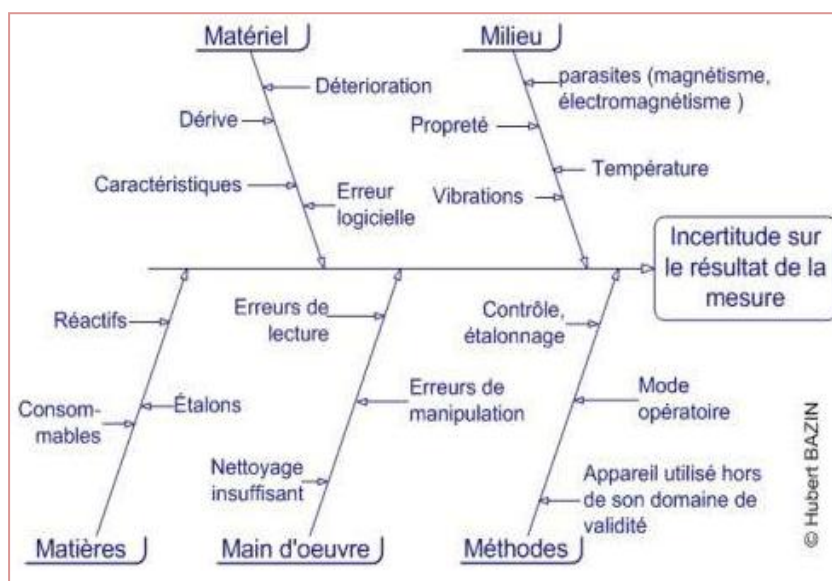 Matériel
Milieu
Déterioration
Dérive
Caractéristiques
Erreur
logicielle
parasites (magnétisme,
électromagnétisme )
Propreté
Température
Vibrations
Incertitude sur
le résultat de la
mesure
Réactifs
Consom-
mables
Étalons
Erreurs de
lecture
Erreurs de
manipulation
Nettoyage
insuffisant
Contrôle,
étalonnage
Mode
opératoire
Appareil utilisé hors
de son domaine de
validité
Matières
Main d'oeuvre
Méthodes
© Hubert BAZIN